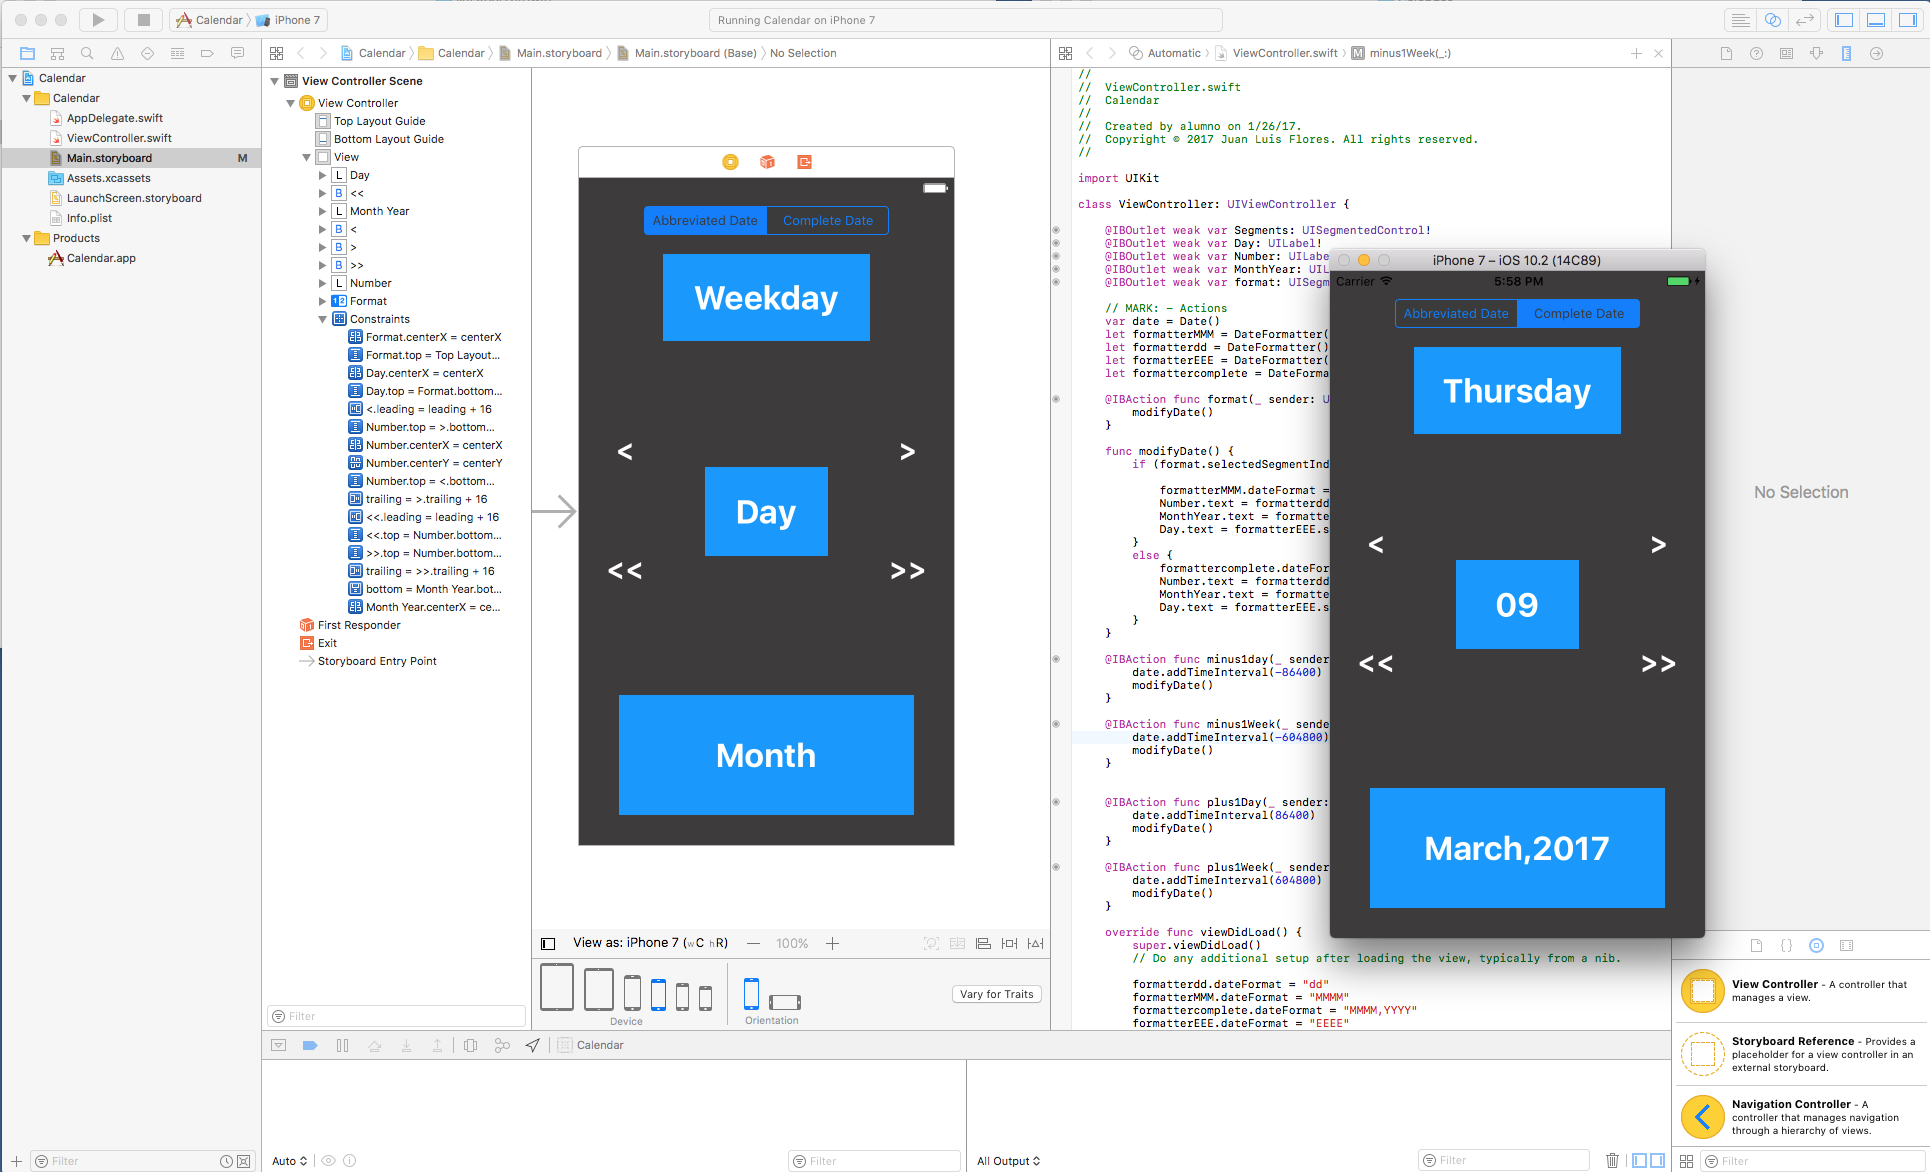 Calendar
iPhone 7
Running Calendar on iPhone 7
Calendar
Calendar
Main.storyboard
Main.storyboard (Base)
No Selection
Automatic
ViewController.swift
minus1Week(_:)
Calendar
Calendar
AppDelegate.swift
ViewController.swift
Main.storyboard M
Assets.xcassets
LaunchScreen.storyboard
Info.plist
Products
Calendar.app
Filter
View Controller Scene
View Controller
Top Layout Guide
Bottom Layout Guide
View
L Day
B <<
L Month Year
B <
B >
B >>
L Number
1 2 Format
Constraints
Format.centerX = centerX
Format.top = Top Layout...
Day.centerX = centerX
Day.top = Format.bottom...
<.leading = leading + 16
Number.top = >.bottom...
Number.centerX = centerX
Number.centerY = centerY
Number.top = <.bottom...
trailing = >.trailing + 16
<<.leading = leading + 16
<<.top = Number.bottom...
>>.top = Number.bottom...
trailing = >>.trailing + 16
bottom = Month Year.bot...
Month Year.centerX = ce...
First Responder
Exit
Storyboard Entry Point
Filter
Abbreviated Date
Complete Date
Weekday
<
>
Day
<<
>>
Month
View as: iPhone 7 (wC hR)
— 100% +
Device
Orientation
Vary for Traits
//
// ViewController.swift
// Calendar
//
// Created by alumno on 1/26/17.
// Copyright © 2017 Juan Luis Flores. All rights reserved.
//
import UIKit
class ViewController: UIViewController {
@IBOutlet weak var Segments: UISegmentedControl!
@IBOutlet weak var Day: UILabel!
@IBOutlet weak var Number: UILabe
@IBOutlet weak var MonthYear: UIL
@IBOutlet weak var format: UISegm
// MARK: - Actions
var date = Date()
let formatterMMM = DateFormatter(
let formatterdd = DateFormatter()
let formatterEEE = DateFormatter(
let formattercomplete = DateForma
@IBAction func format(_ sender: U
modifyDate()
}
func modifyDate() {
if (format.selectedSegmentInd
formatterMMM.dateFormat =
Number.text = formatterdd
MonthYear.text = formatte
Day.text = formatterEEE.s
}
else {
formattercomplete.dateFor
Number.text = formatterdd
MonthYear.text = formatte
Day.text = formatterEEE.s
}
}
@IBAction func minus1day(_ sender
date.addTimeInterval(-86400)
modifyDate()
}
@IBAction func minus1Week(_ sende
date.addTimeInterval(-604800)
modifyDate()
}
@IBAction func plus1Day(_ sender:
date.addTimeInterval(86400)
modifyDate()
}
@IBAction func plus1Week(_ sender
date.addTimeInterval(604800)
modifyDate()
}
override func viewDidLoad() {
super.viewDidLoad()
// Do any additional setup after loading the view, typically from a nib.
formatterdd.dateFormat = "dd"
formatterMMM.dateFormat = "MMMM"
formattercomplete.dateFormat = "MMMM,YYYY"
formatterEEE.dateFormat = "EEEE"
iPhone 7 – iOS 10.2 (14C89)
Carrier
5:58 PM
Abbreviated Date
Complete Date
Thursday
<
>
09
<<
>>
March,2017
No Selection
View Controller - A controller that
manages a view.
Storyboard Reference - Provides a
placeholder for a view controller in an
external storyboard.
Navigation Controller - A
controller that manages navigation
through a hierarchy of views.
Filter
Calendar
Auto
Filter
All Output
Filter